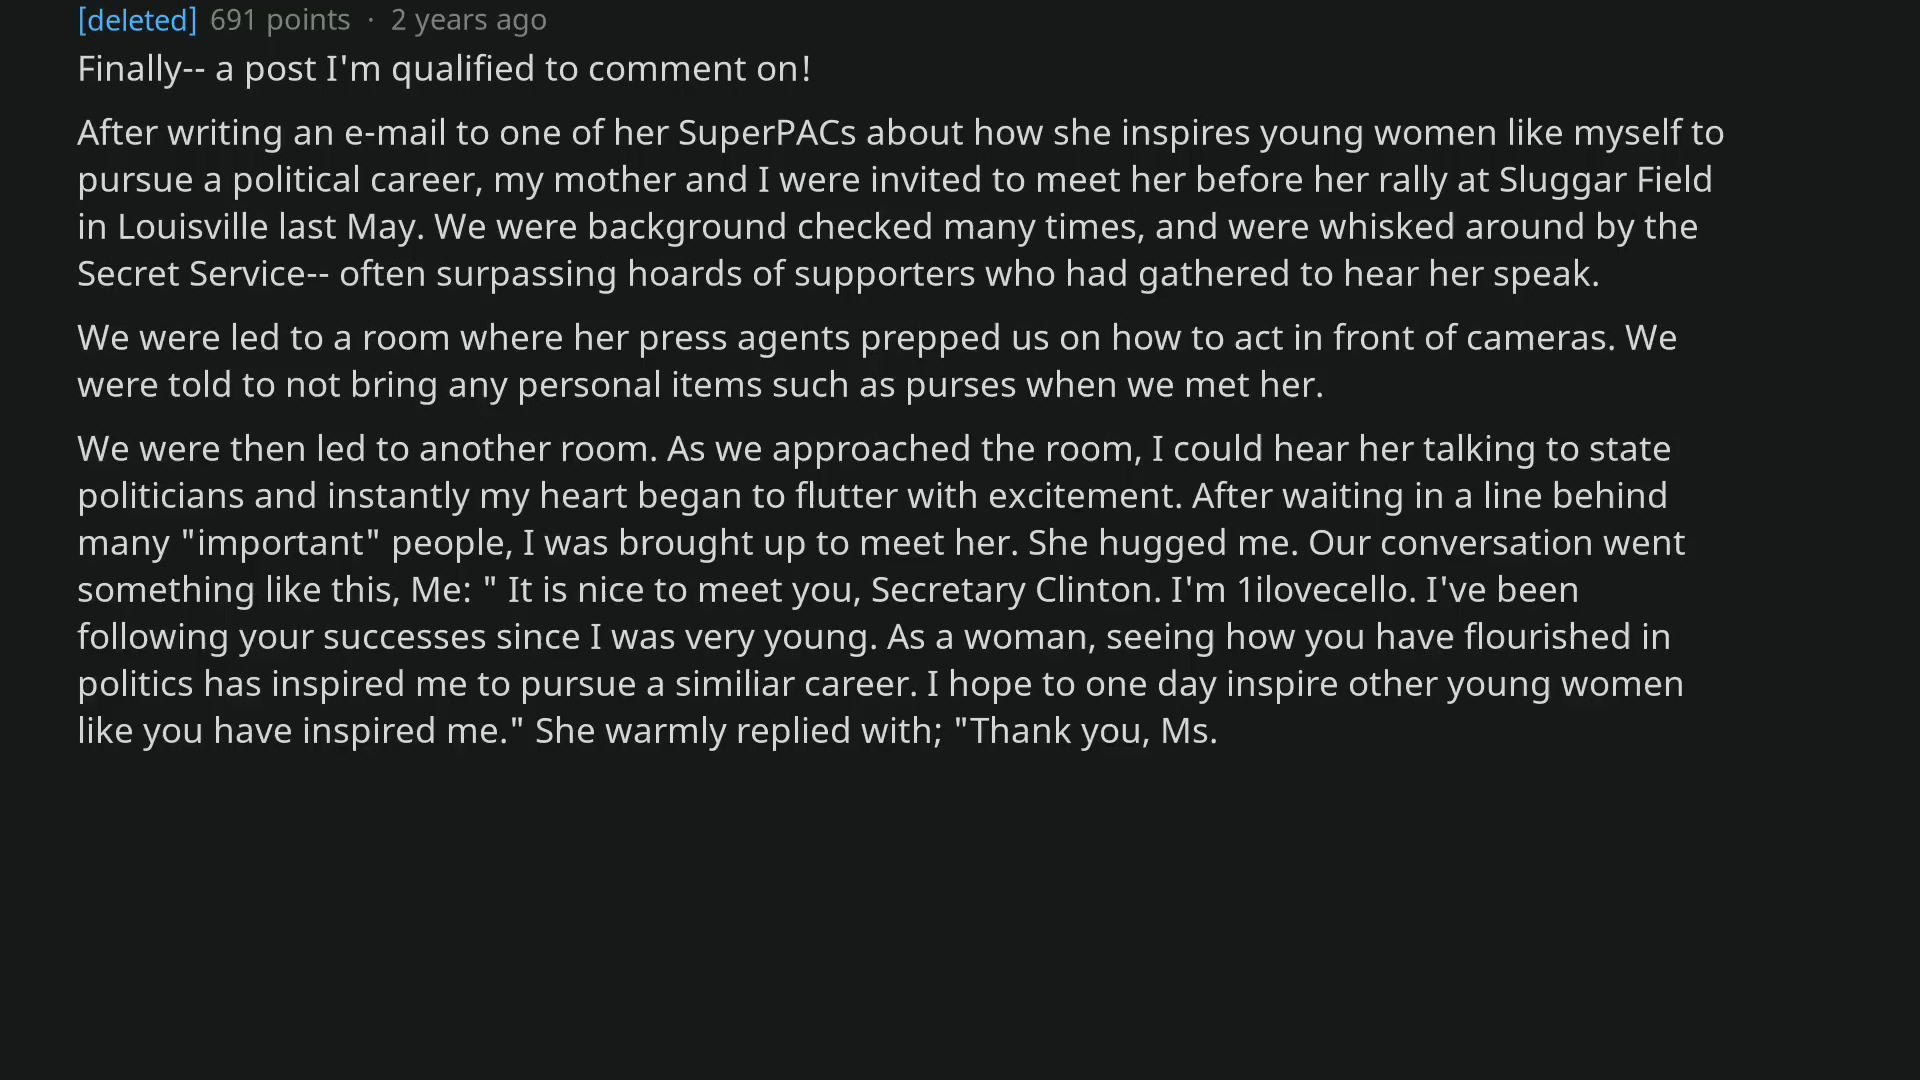 [deleted] 691 points · 2 years ago
Finally-- a post I'm qualified to comment on!
After writing an e-mail to one of her SuperPACs about how she inspires young women like myself to
pursue a political career, my mother and I were invited to meet her before her rally at Sluggar Field
in Louisville last May. We were background checked many times, and were whisked around by the
Secret Service-- often surpassing hoards of supporters who had gathered to hear her speak.
We were led to a room where her press agents prepped us on how to act in front of cameras. We
were told to not bring any personal items such as purses when we met her.
We were then led to another room. As we approached the room, I could hear her talking to state
politicians and instantly my heart began to flutter with excitement. After waiting in a line behind
many "important" people, I was brought up to meet her. She hugged me. Our conversation went
something like this, Me: " It is nice to meet you, Secretary Clinton. I'm 1ilovecello. I've been
following your successes since I was very young. As a woman, seeing how you have flourished in
politics has inspired me to pursue a similiar career. I hope to one day inspire other young women
like you have inspired me." She warmly replied with; "Thank you, Ms.